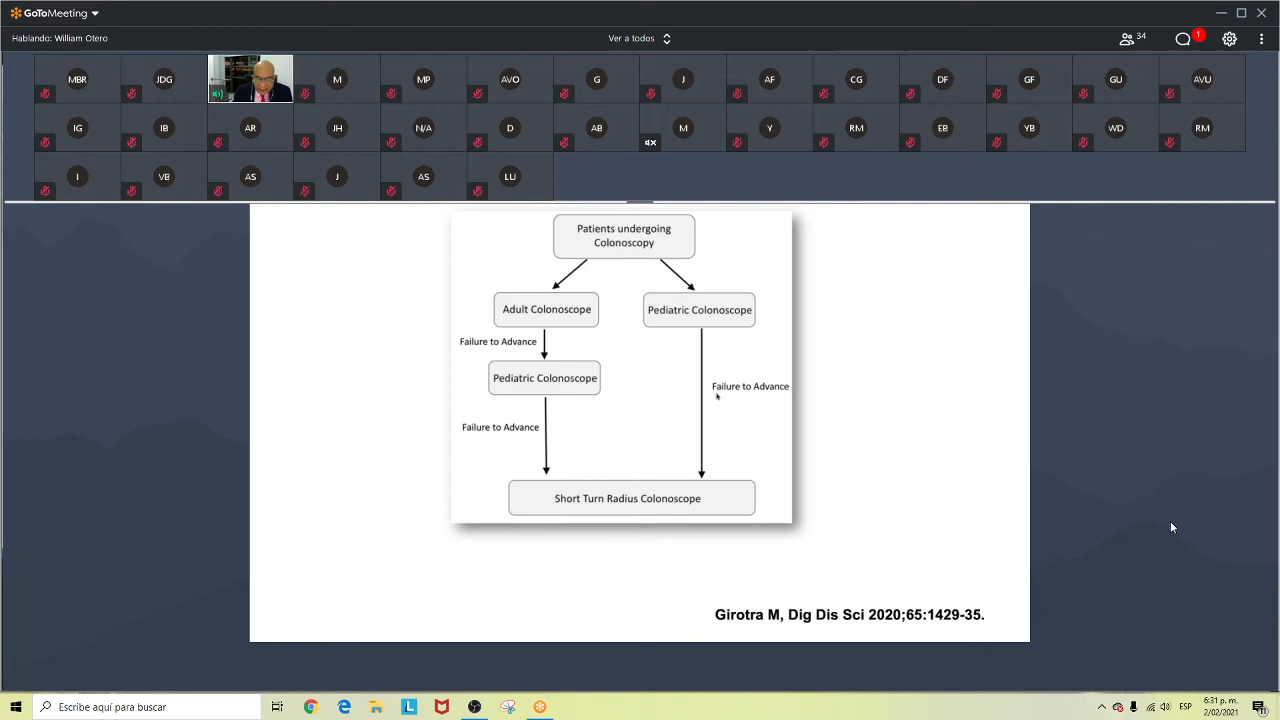 GoToMeeting
Hablando: William Otero
Ver a todos
34
1
MBR
JDG
M
MP
AVO
G
J
AF
CG
DF
GF
GU
AVU
IG
IB
AR
JH
N/A
D
AB
M
Y
RM
EB
YB
WD
RM
I
VB
AS
J
AS
LU
Patients undergoing
Colonoscopy
Adult Colonoscope
Pediatric Colonoscope
Failure to Advance
Pediatric Colonoscope
Failure to Advance
Failure to Advance
Short Turn Radius Colonoscope
Girotra M, Dig Dis Sci 2020;65:1429-35.
Escribe aquí para buscar
ESP
6:31 p. m.
2/02/2021
1